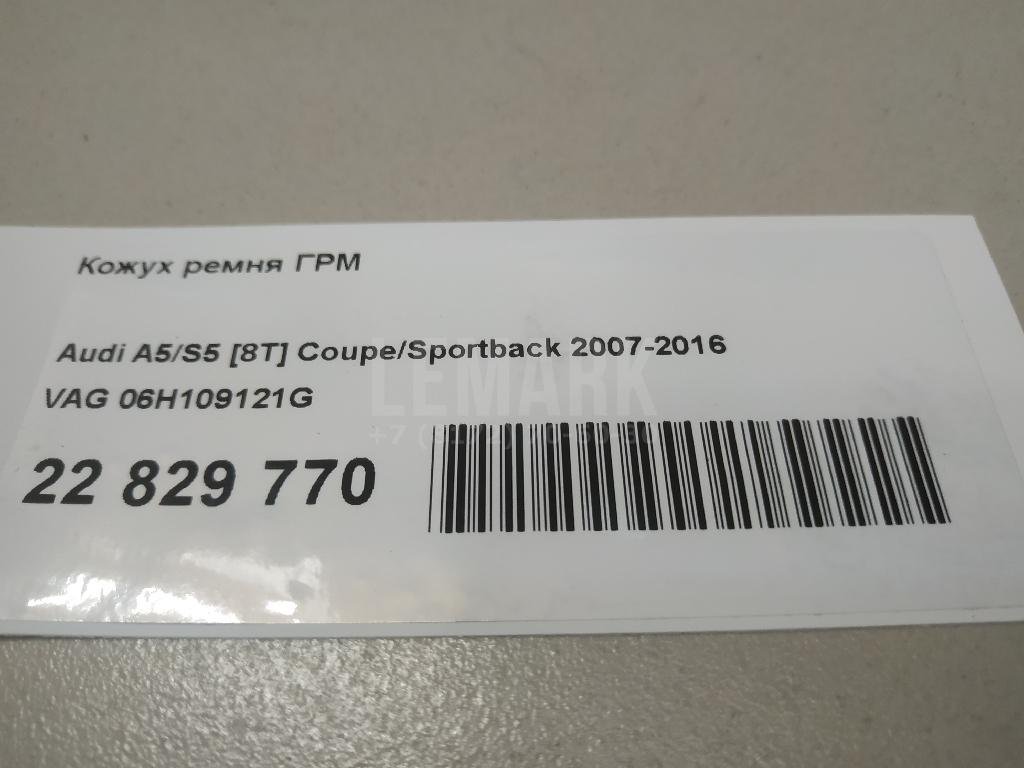 Кожух ремня ГРМ
Audi A5/S5 [8T] Coupe/Sportback 2007-2016
LEMARK
VAG 06H109121G
22 829 770